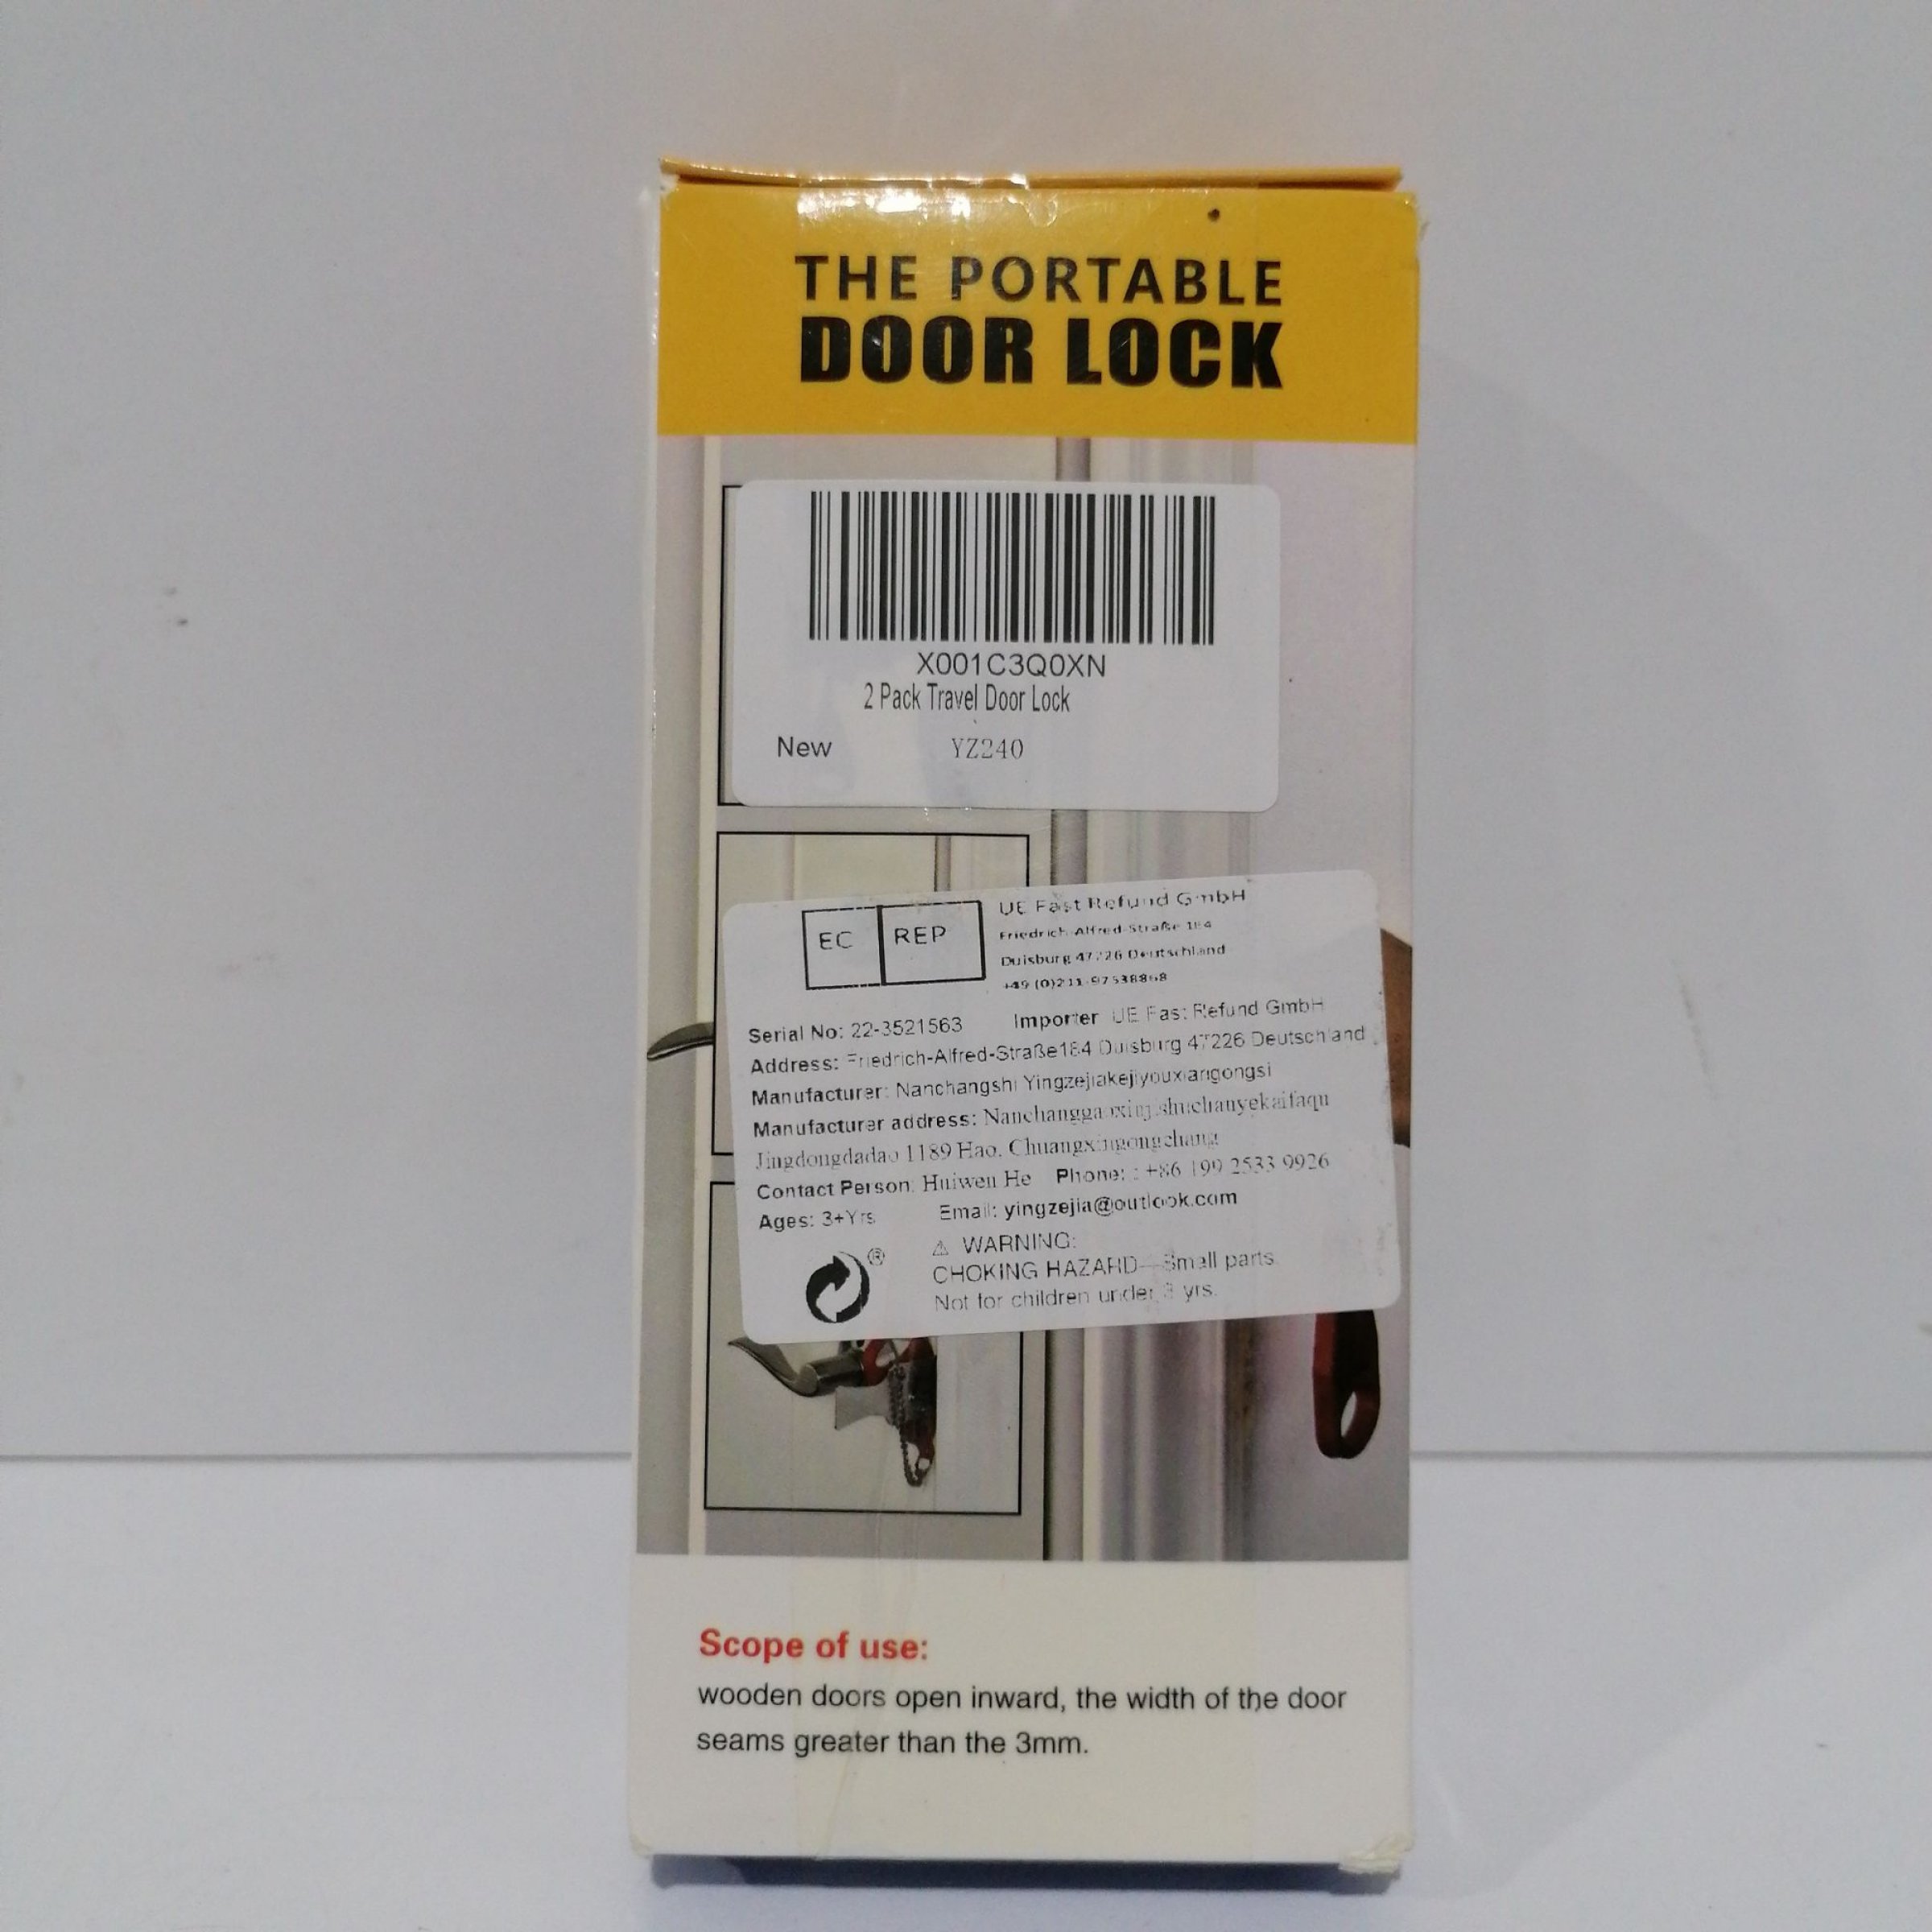 THE PORTABLE
DOOR LOCK
X001C3Q0XN
2 Pack Travel Door Lock
New YZ240
EC REP
UE Fast Refund GmbH
Friedrich-Alfred-Straße 184
Duisburg 47226 Deutschland
Serial No: 22-3521563 Importer UE Fast Refund GmbH
Address: Friedrich-Alfred-Straße184 Duisburg 47226 Deutschland
Manufacturer: Nanchangshi Yingzejiakejiyouxiangongsi
Manufacturer address: Nanchanggaoxinjishuchanyekaifaqu
Jingdongdadao 1189 Hao. Chuangxingongchang
Contact Person: Huiwen He Phone: : +86 199 2533 9926
Ages: 3+Yrs Email: yingzejia@outlook.com
® ⚠ WARNING:
CHOKING HAZARD—Small parts.
Not for children under 3 yrs.
Scope of use:
wooden doors open inward, the width of the door
seams greater than the 3mm.